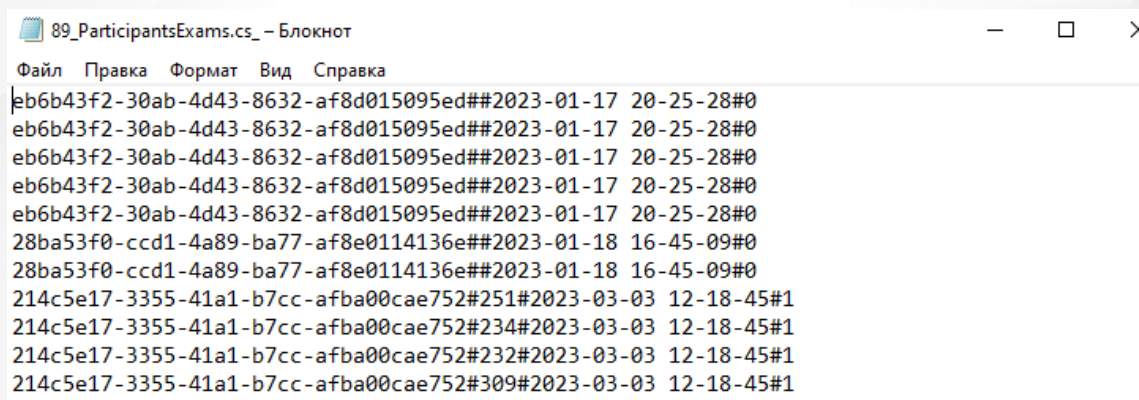 89_ParticipantsExams.cs_ – Блокнот
Файл Правка Формат Вид Справка
eb6b43f2-30ab-4d43-8632-af8d015095ed##2023-01-17 20-25-28#0
eb6b43f2-30ab-4d43-8632-af8d015095ed##2023-01-17 20-25-28#0
eb6b43f2-30ab-4d43-8632-af8d015095ed##2023-01-17 20-25-28#0
eb6b43f2-30ab-4d43-8632-af8d015095ed##2023-01-17 20-25-28#0
eb6b43f2-30ab-4d43-8632-af8d015095ed##2023-01-17 20-25-28#0
28ba53f0-ccd1-4a89-ba77-af8e0114136e##2023-01-18 16-45-09#0
28ba53f0-ccd1-4a89-ba77-af8e0114136e##2023-01-18 16-45-09#0
214c5e17-3355-41a1-b7cc-afba00cae752#251#2023-03-03 12-18-45#1
214c5e17-3355-41a1-b7cc-afba00cae752#234#2023-03-03 12-18-45#1
214c5e17-3355-41a1-b7cc-afba00cae752#232#2023-03-03 12-18-45#1
214c5e17-3355-41a1-b7cc-afba00cae752#309#2023-03-03 12-18-45#1